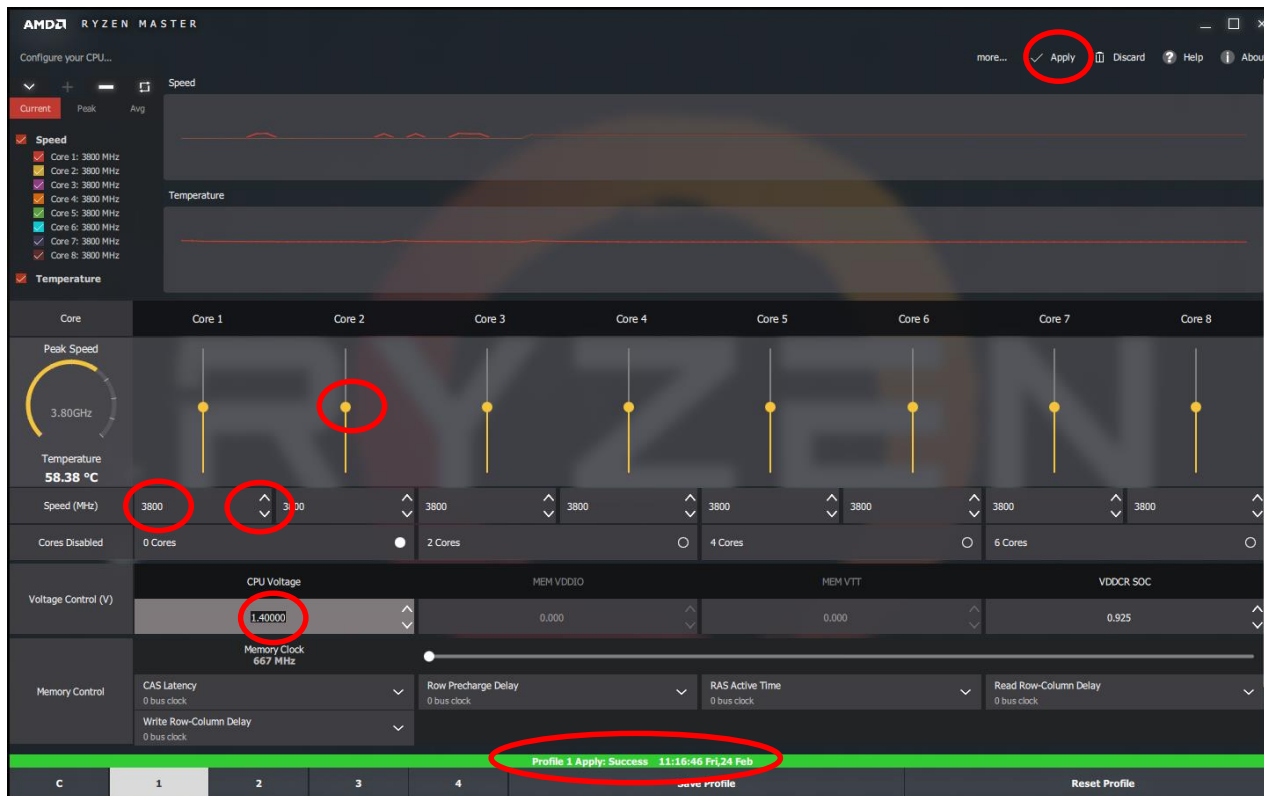 AMD RYZEN MASTER
Configure your CPU...
more... Apply Discard Help Abou
Current Peak Avg
Speed
Speed
Core 1: 3800 MHz
Core 2: 3800 MHz
Core 3: 3800 MHz
Core 4: 3800 MHz
Core 5: 3800 MHz
Core 6: 3800 MHz
Core 7: 3800 MHz
Core 8: 3800 MHz
Temperature
Temperature
Core Core 1 Core 2 Core 3 Core 4 Core 5 Core 6 Core 7 Core 8
Peak Speed
3.80GHz
Temperature
58.38 °C
RYZEN
Speed (MHz) 3800 3800 3800 3800 3800 3800 3800 3800
Cores Disabled 0 Cores 2 Cores 4 Cores 6 Cores
Voltage Control (V)
CPU Voltage MEM VDDIO MEM VTT VDDCR SOC
1.40000 0.000 0.000 0.925
Memory Control
Memory Clock
667 MHz
CAS Latency Row Precharge Delay RAS Active Time Read Row-Column Delay
0 bus clock 0 bus clock 0 bus clock 0 bus clock
Write Row-Column Delay
0 bus clock
Profile 1 Apply: Success 11:16:46 Fri,24 Feb
C 1 2 3 4 Save Profile Reset Profile